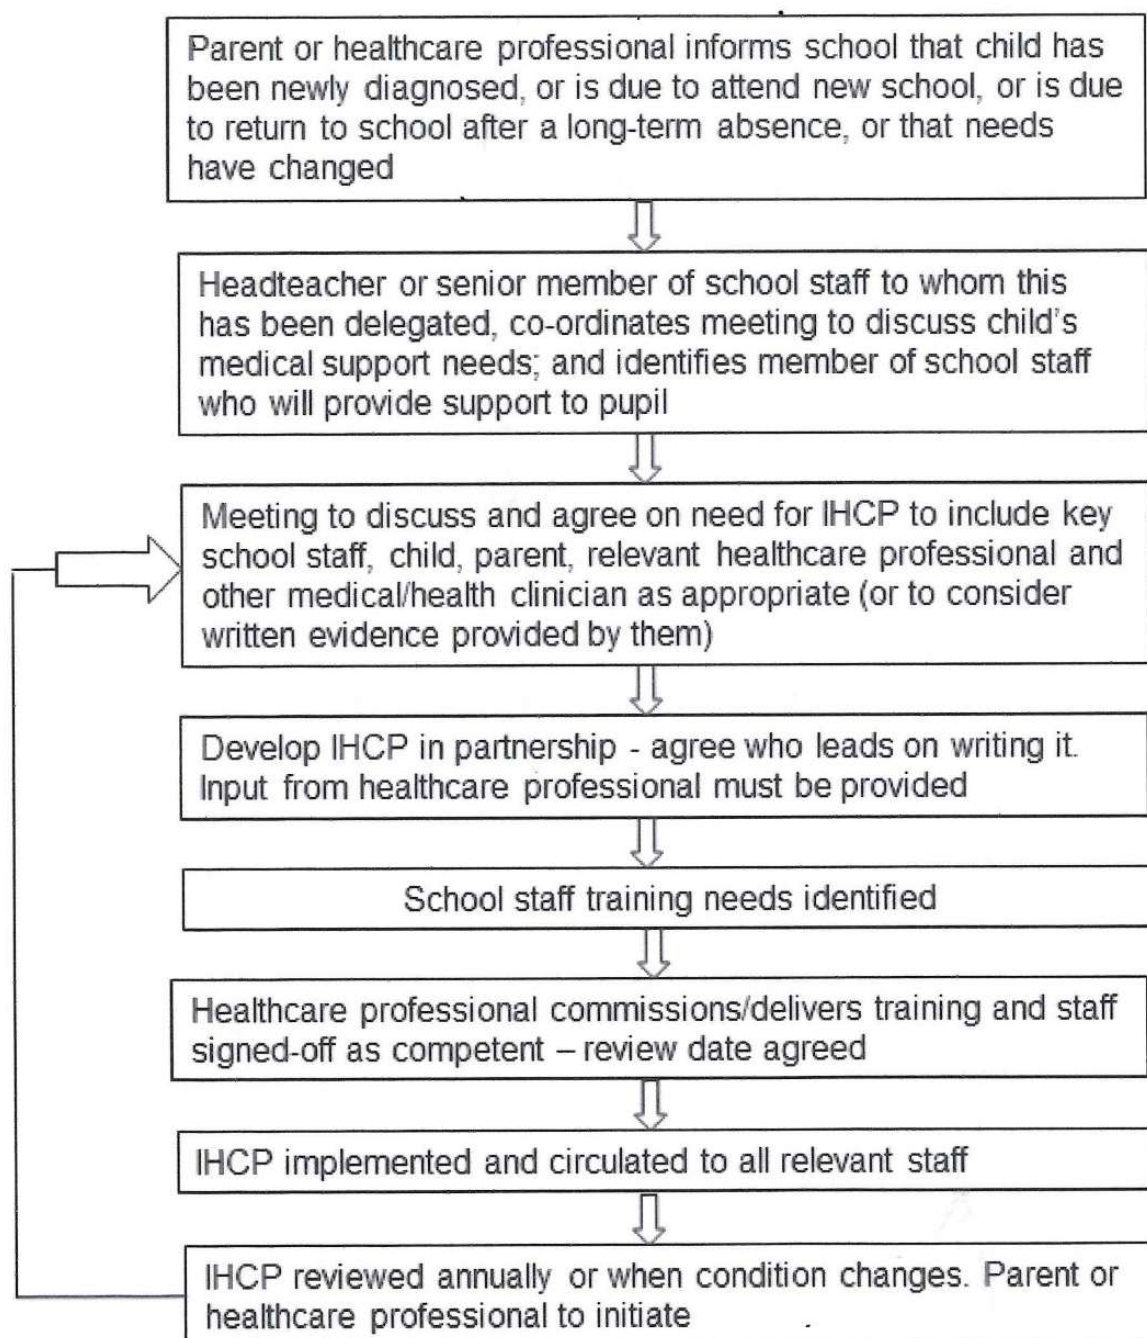 Parent or healthcare professional informs school that child has
been newly diagnosed, or is due to attend new school, or is due
to return to school after a long-term absence, or that needs
have changed
Headteacher or senior member of school staff to whom this
has been delegated, co-ordinates meeting to discuss child's
medical support needs; and identifies member of school staff
who will provide support to pupil
Meeting to discuss and agree on need for IHCP to include key
school staff, child, parent, relevant healthcare professional and
other medical/health clinician as appropriate (or to consider
written evidence provided by them)
Develop IHCP in partnership - agree who leads on writing it.
Input from healthcare professional must be provided
School staff training needs identified
Healthcare professional commissions/delivers training and staff
signed-off as competent – review date agreed
IHCP implemented and circulated to all relevant staff
IHCP reviewed annually or when condition changes. Parent or
healthcare professional to initiate